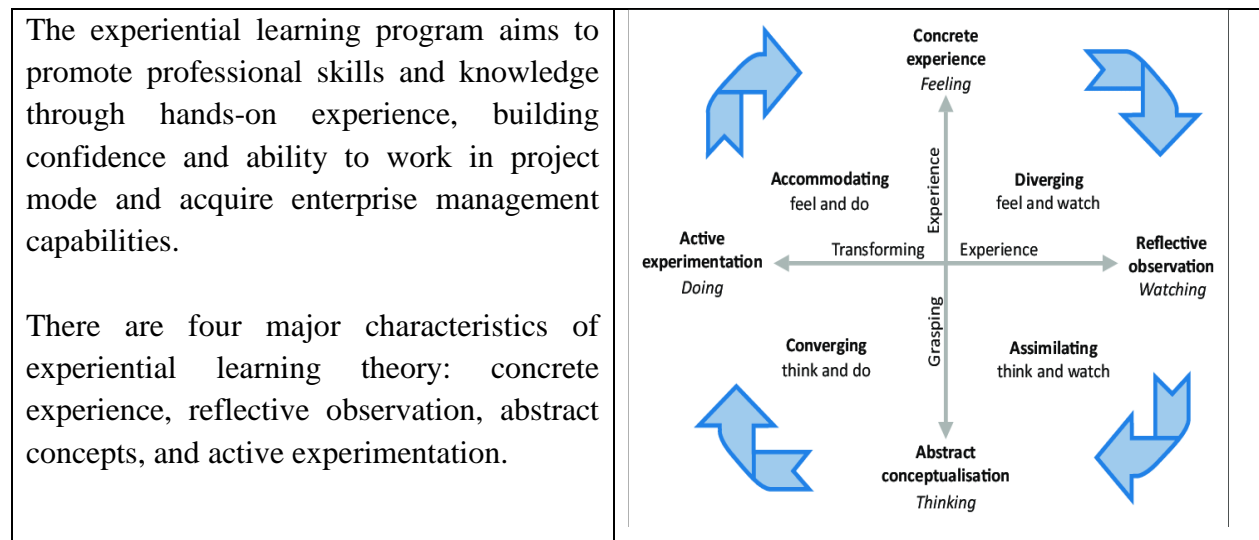 The experiential learning program aims to
promote professional skills and knowledge
through hands-on experience, building
confidence and ability to work in project
mode and acquire enterprise management
capabilities.
There are four major characteristics of
experiential learning theory: concrete
experience, reflective observation, abstract
concepts, and active experimentation.
Concrete
experience
Feeling
Accommodating
feel and do
Experience
Diverging
feel and watch
Active
experimentation
Doing
Transforming
Experience
Reflective
observation
Watching
Converging
think and do
Grasping
Assimilating
think and watch
Abstract
conceptualisation
Thinking